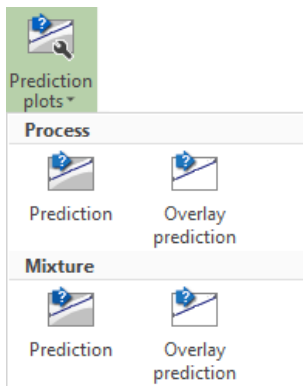 Prediction
plots
Process
Prediction
Overlay
prediction
Mixture
Prediction
Overlay
prediction